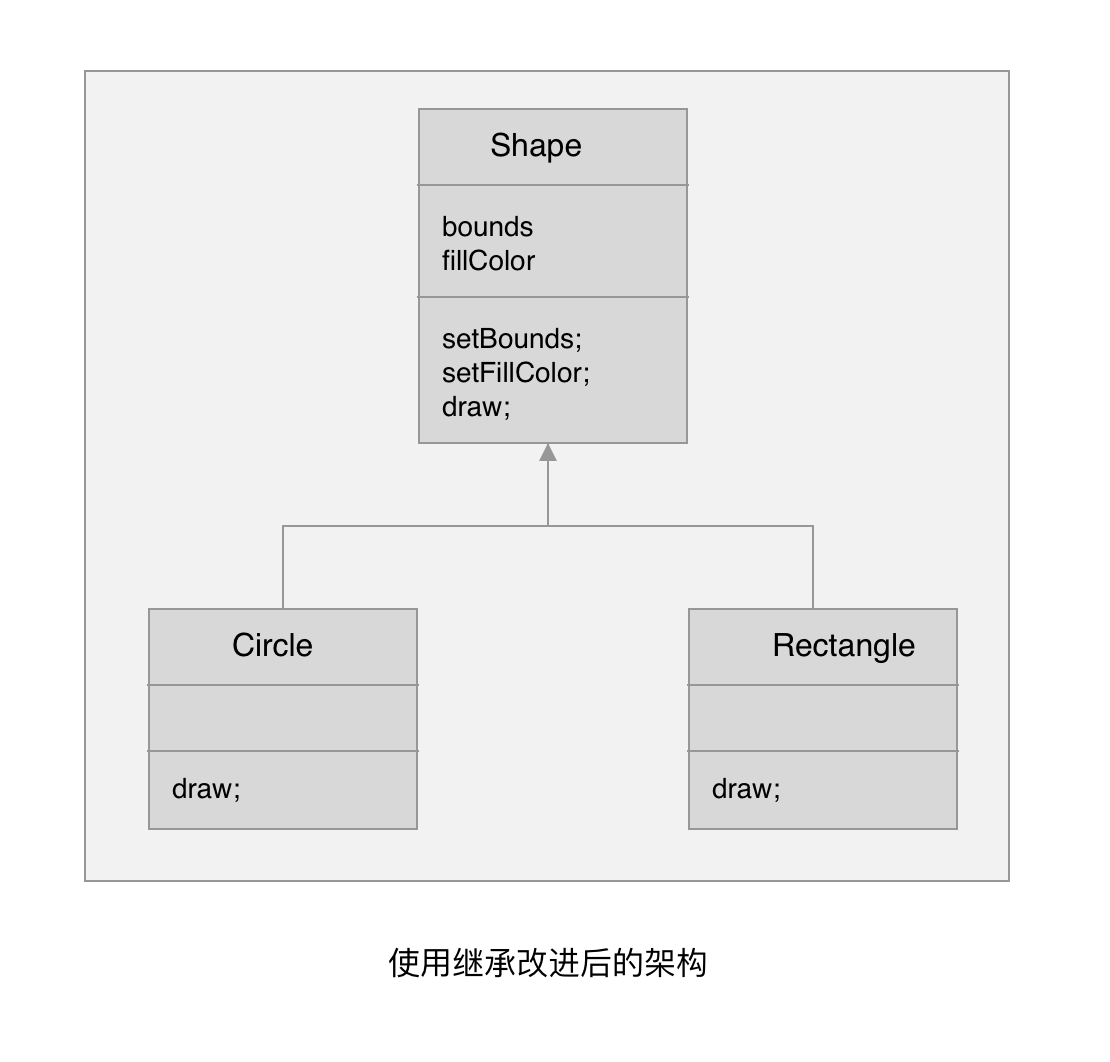 Shape
bounds
fillColor
setBounds;
setFillColor;
draw;
Circle
Rectangle
draw;
draw;
使用继承改进后的架构